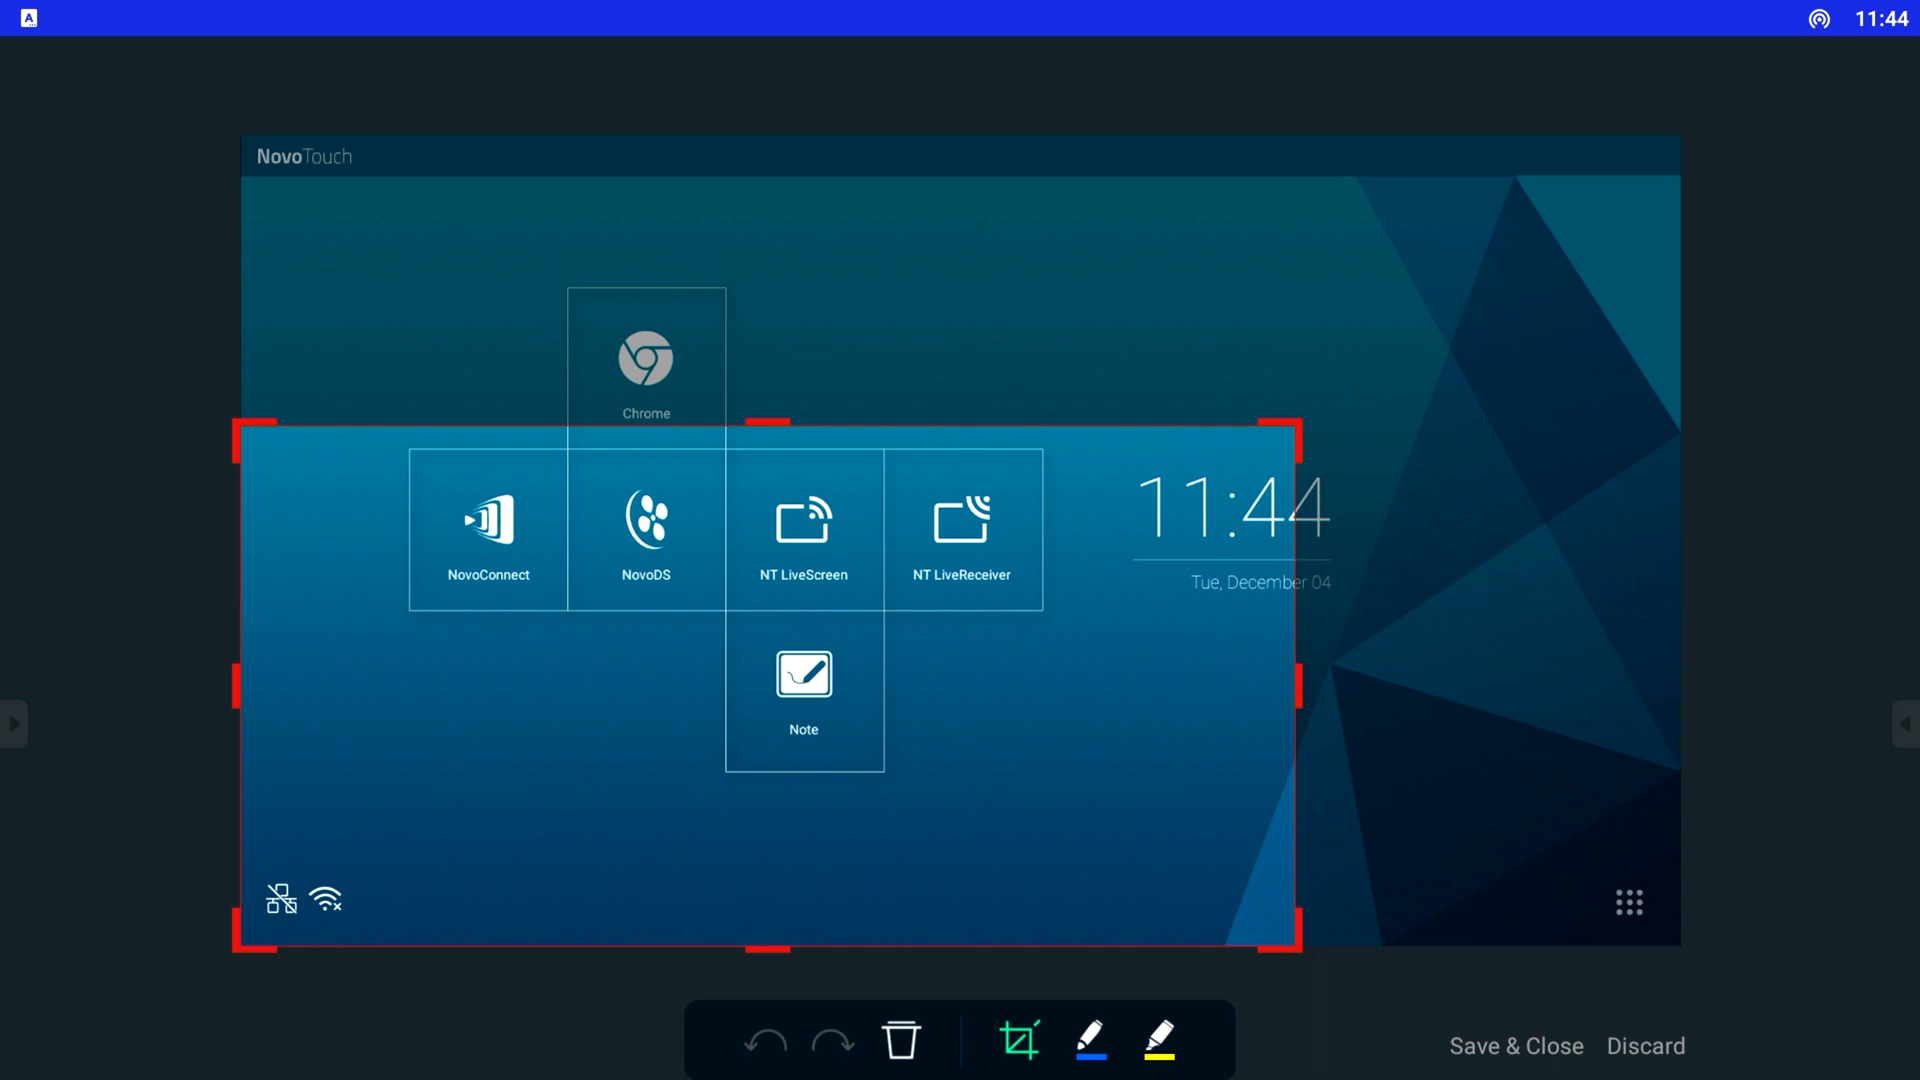 A
11:44
NovoTouch
Chrome
11:44
NovoConnect
NovoDS
NT LiveScreen
NT LiveReceiver
Tue, December 04
Note
Save & Close
Discard